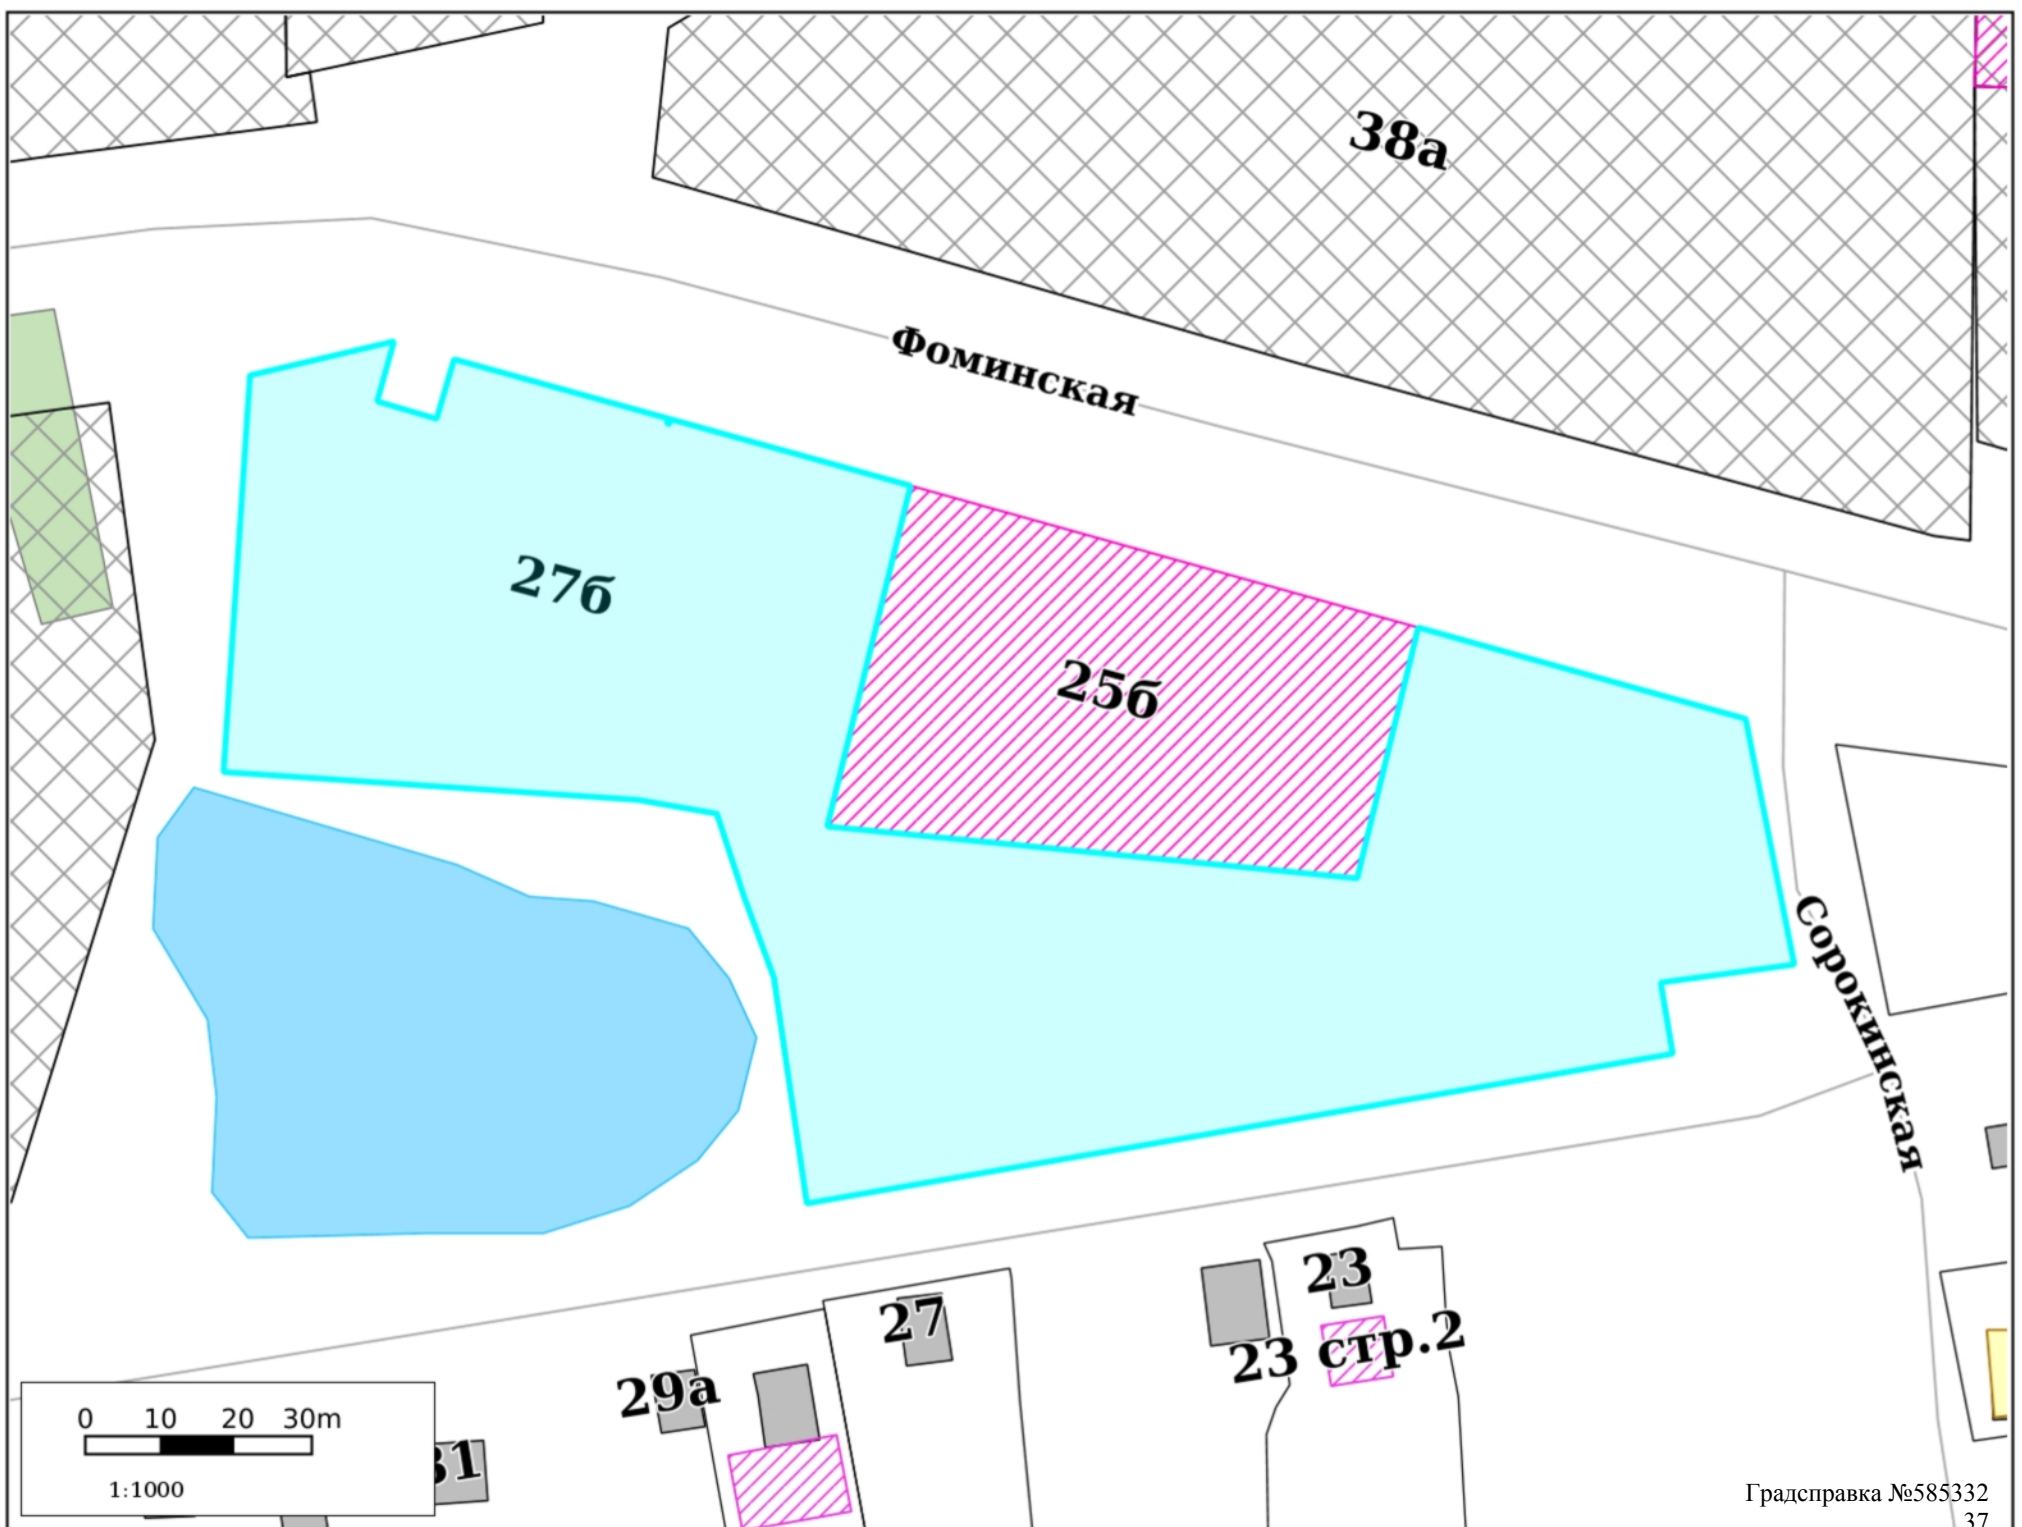 38а
Фоминская
27б
25б
Сорокинская
23
27
23 стр.2
29а
31
0 10 20 30m
1:1000
Градсправка №585332
37